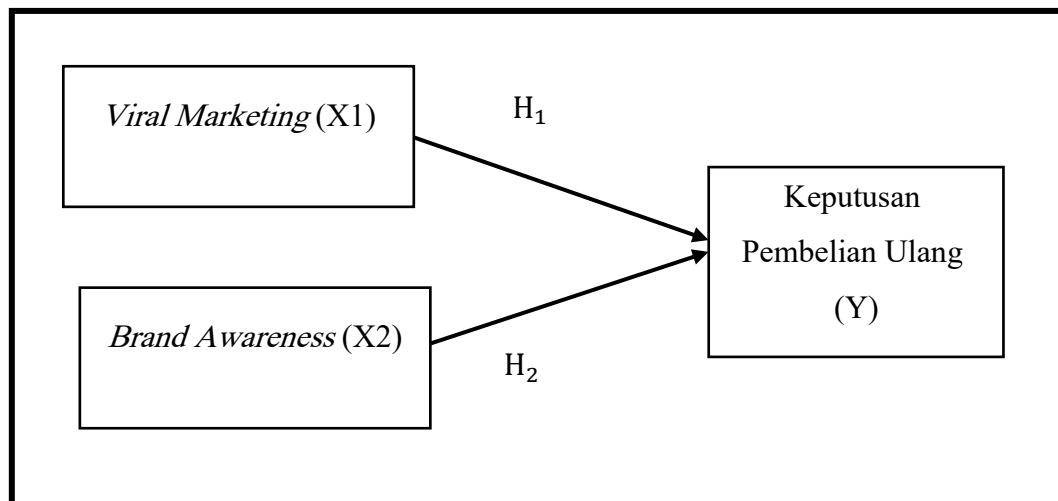 Viral Marketing (X1)
H₁
Keputusan
Pembelian Ulang
(Y)
Brand Awareness (X2)
H₂